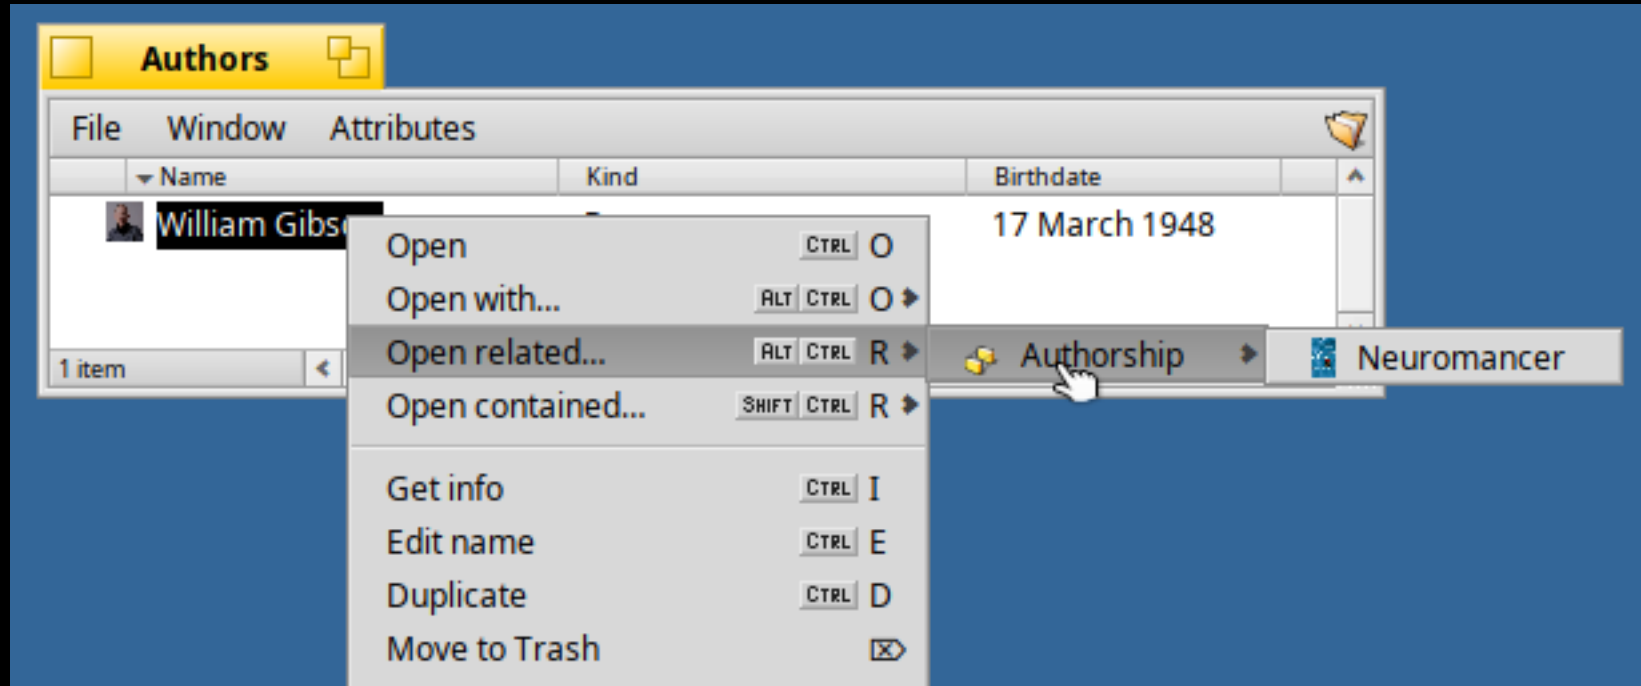 Authors
File Window Attributes
Name Kind Birthdate
William Gibs 17 March 1948
Open CTRL O
Open with... ALT CTRL O
Open related... ALT CTRL R Authorship Neuromancer
1 item
Open contained... SHIFT CTRL R
Get info CTRL I
Edit name CTRL E
Duplicate CTRL D
Move to Trash